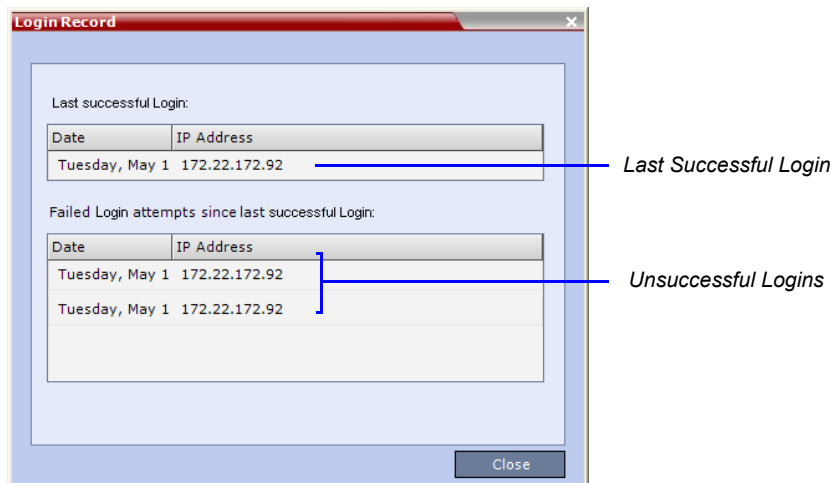 Login Record
Last successful Login:
Date IP Address
Tuesday, May 1 172.22.172.92
Last Successful Login
Failed Login attempts since last successful Login:
Date IP Address
Tuesday, May 1 172.22.172.92
Unsuccessful Logins
Tuesday, May 1 172.22.172.92
Close